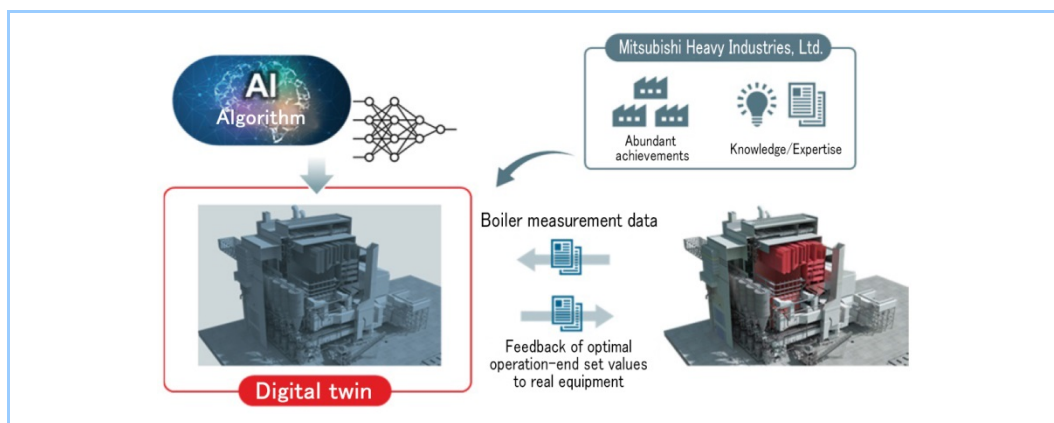 Mitsubishi Heavy Industries, Ltd.
AI
Algorithm
Abundant
achievements
Knowledge/Expertise
Boiler measurement data
Feedback of optimal
operation-end set values
to real equipment
Digital twin